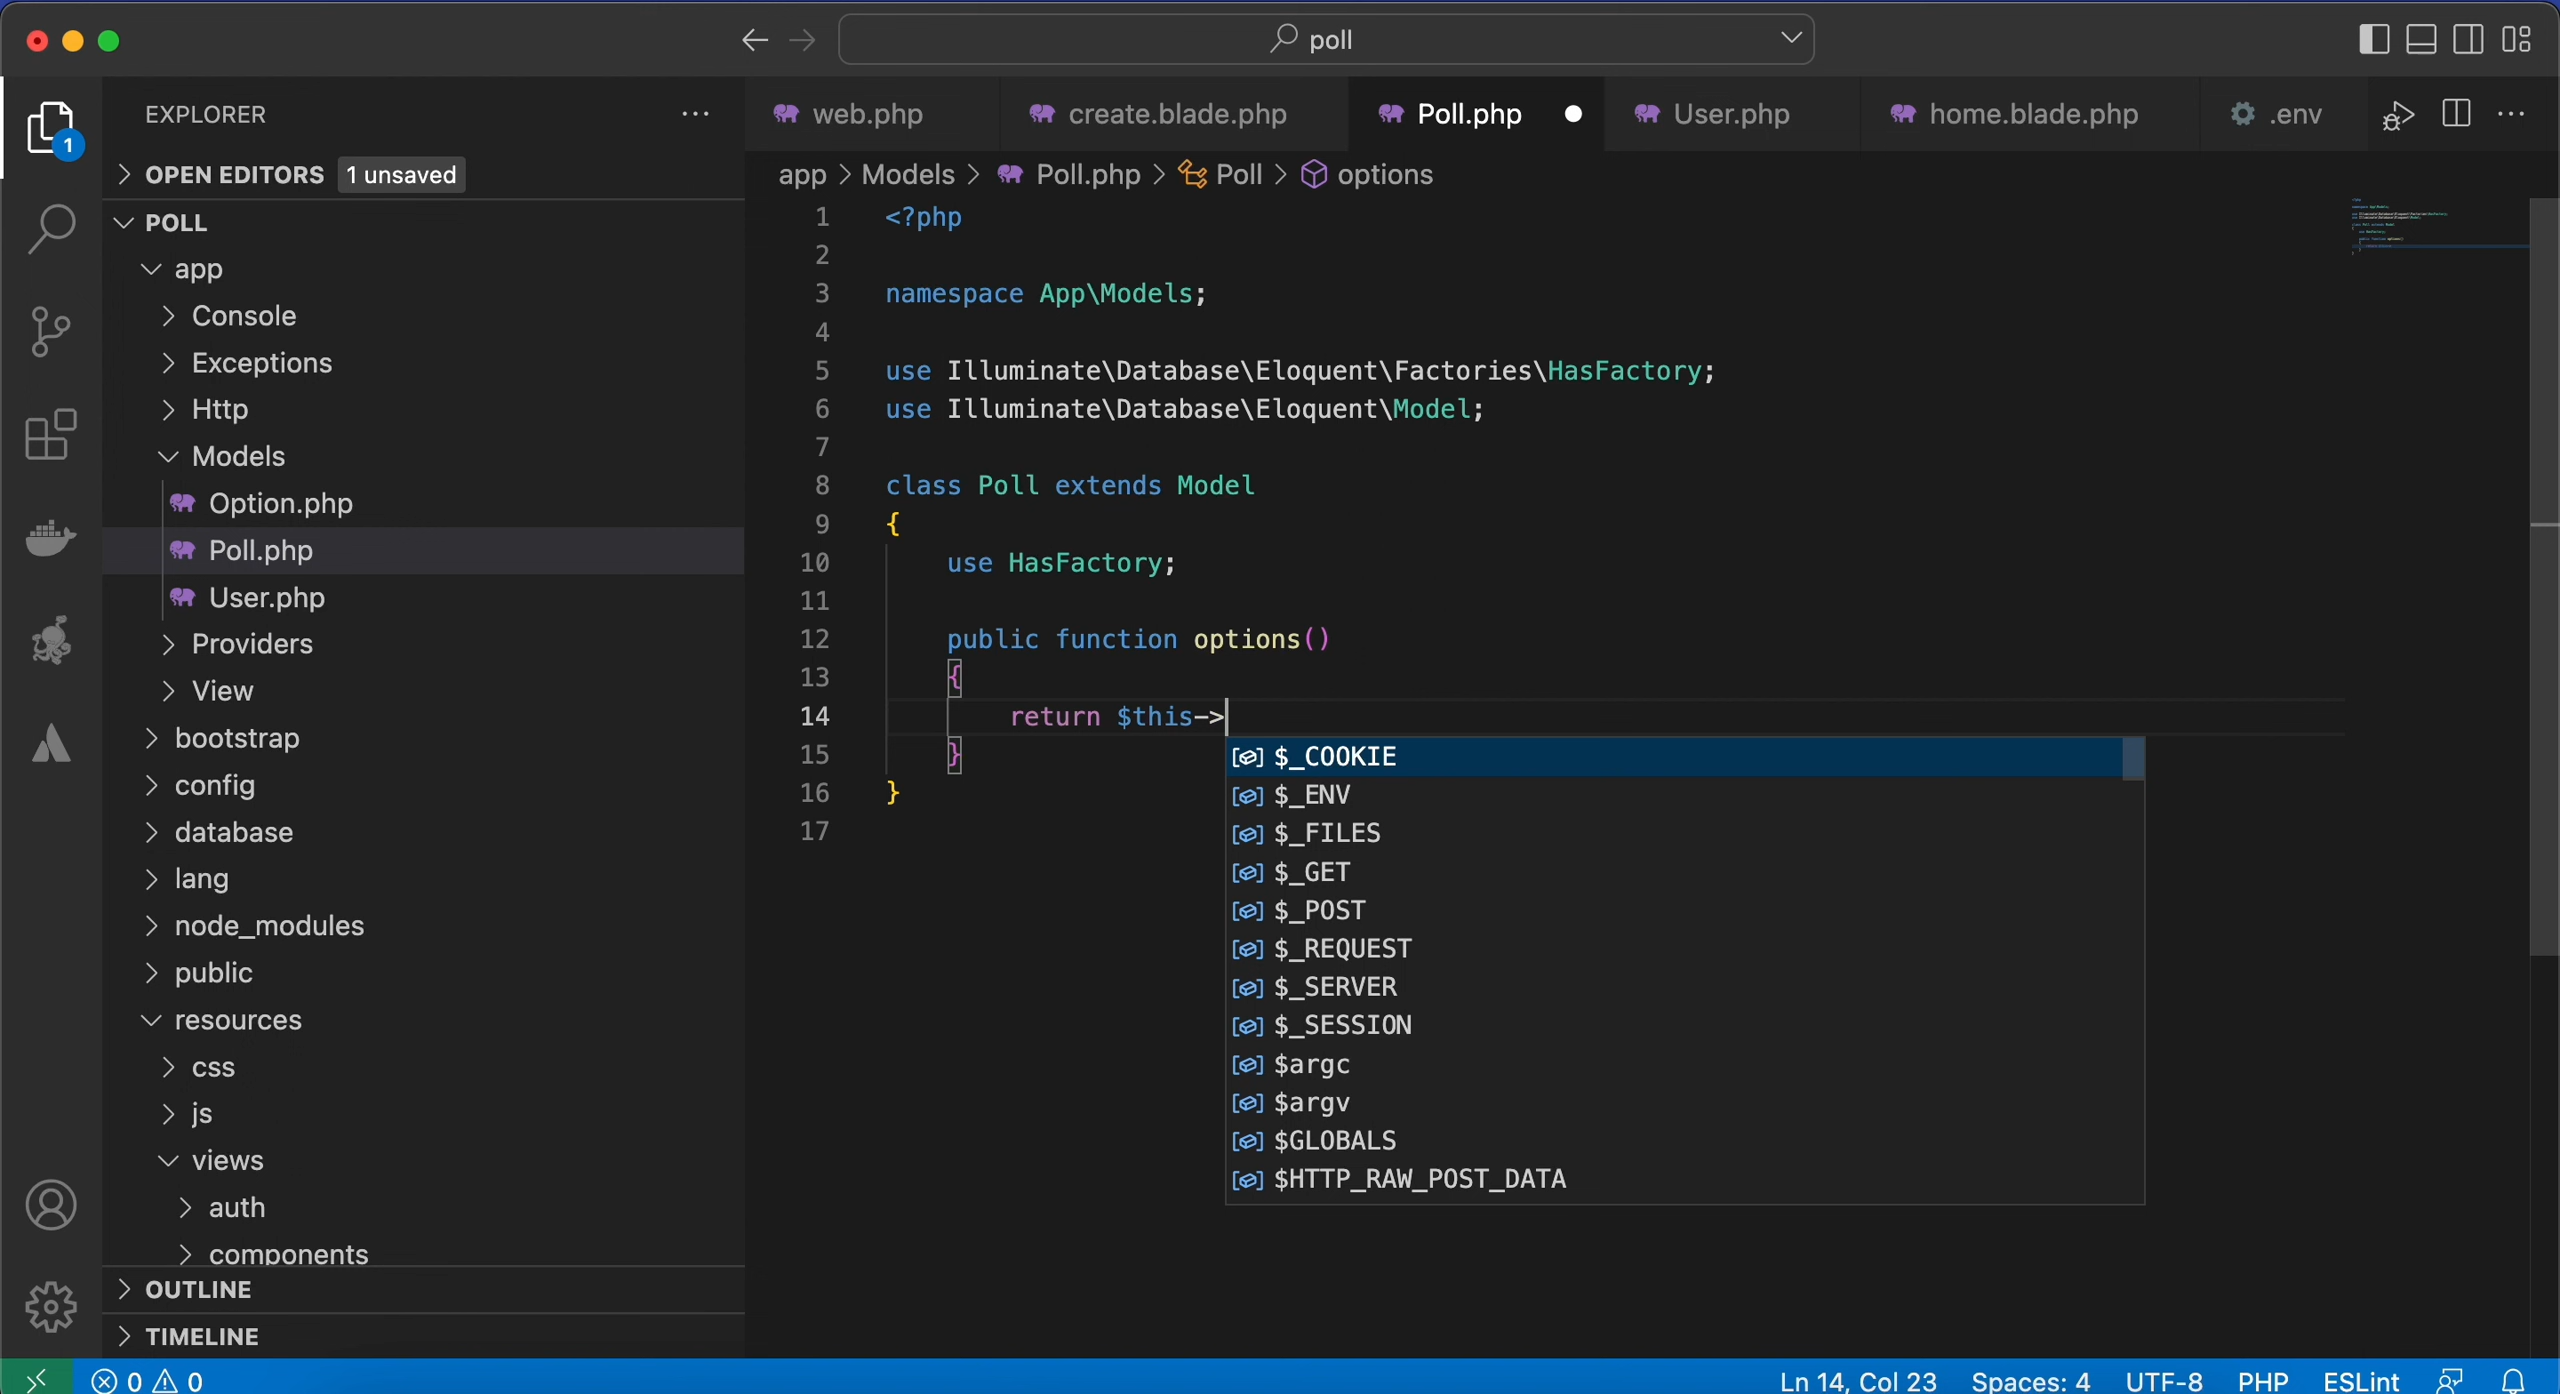 poll
EXPLORER
OPEN EDITORS 1 unsaved
POLL
app
Console
Exceptions
Http
Models
Option.php
Poll.php
User.php
Providers
View
bootstrap
config
database
lang
node_modules
public
resources
css
js
views
auth
components
OUTLINE
TIMELINE
1
web.php create.blade.php Poll.php User.php home.blade.php .env
app > Models > Poll.php > Poll > options
1 <?php
2
3 namespace App\Models;
4
5 use Illuminate\Database\Eloquent\Factories\HasFactory;
6 use Illuminate\Database\Eloquent\Model;
7
8 class Poll extends Model
9 {
10 use HasFactory;
11
12 public function options()
13 {
14 return $this->
15 }
16 }
17
$_COOKIE
$_ENV
$_FILES
$_GET
$_POST
$_REQUEST
$_SERVER
$_SESSION
$argc
$argv
$GLOBALS
$HTTP_RAW_POST_DATA
0 0 Ln 14, Col 23 Spaces: 4 UTF-8 PHP ESLint